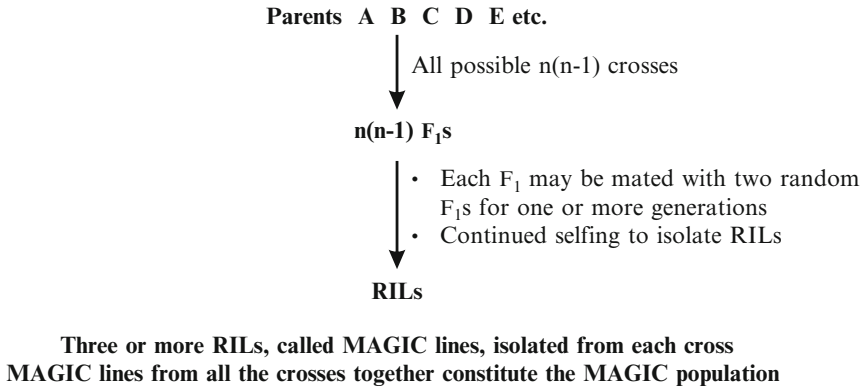 Parents A B C D E etc.
All possible n(n-1) crosses
n(n-1) F₁s
• Each F₁ may be mated with two random
F₁s for one or more generations
• Continued selfing to isolate RILs
RILs
Three or more RILs, called MAGIC lines, isolated from each cross
MAGIC lines from all the crosses together constitute the MAGIC population